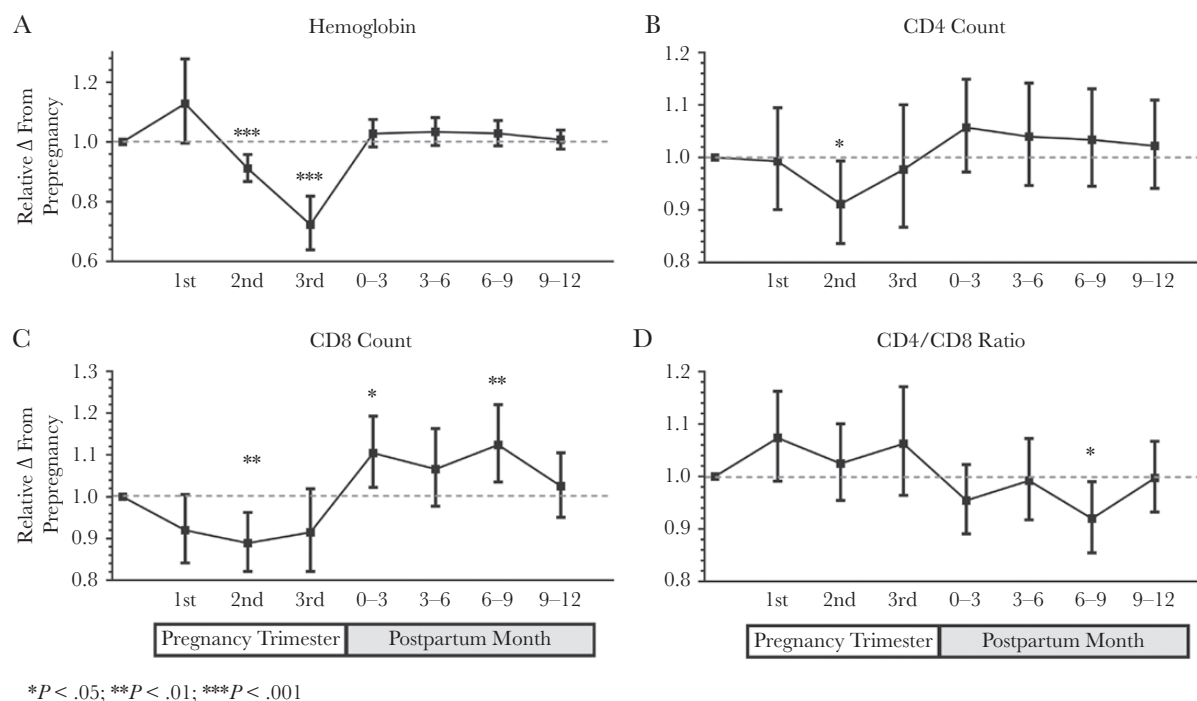 A
Hemoglobin
Relative Δ From
Prepregnancy
1.2
1.0
0.8
0.6
***
***
1st 2nd 3rd 0–3 3–6 6–9 9–12
B
CD4 Count
1.2
1.1
1.0
0.9
0.8
*
1st 2nd 3rd 0–3 3–6 6–9 9–12
C
CD8 Count
Relative Δ From
Prepregnancy
1.3
1.2
1.1
1.0
0.9
0.8
**
*
**
1st 2nd 3rd 0–3 3–6 6–9 9–12
Pregnancy Trimester Postpartum Month
D
CD4/CD8 Ratio
1.2
1.1
1.0
0.9
0.8
*
1st 2nd 3rd 0–3 3–6 6–9 9–12
Pregnancy Trimester Postpartum Month
*P < .05; **P < .01; ***P < .001